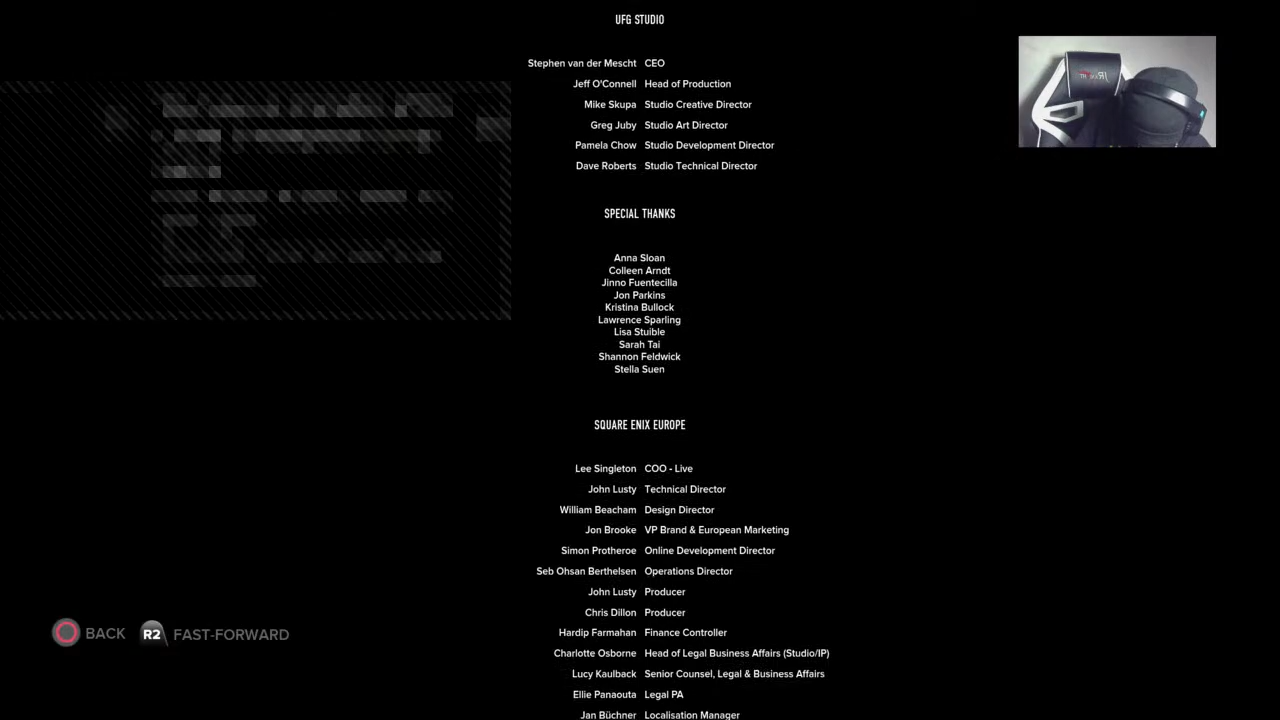 UFG STUDIO
Stephen van der Mescht CEO
Jeff O'Connell Head of Production
Mike Skupa Studio Creative Director
Greg Juby Studio Art Director
Pamela Chow Studio Development Director
Dave Roberts Studio Technical Director
SPECIAL THANKS
Anna Sloan
Colleen Arndt
Jinno Fuentecilla
Jon Parkins
Kristina Bullock
Lawrence Sparling
Lisa Stuible
Sarah Tai
Shannon Feldwick
Stella Suen
SQUARE ENIX EUROPE
Lee Singleton COO - Live
John Lusty Technical Director
William Beacham Design Director
Jon Brooke VP Brand & European Marketing
Simon Protheroe Online Development Director
Seb Ohsan Berthelsen Operations Director
John Lusty Producer
Chris Dillon Producer
Hardip Farmahan Finance Controller
Charlotte Osborne Head of Legal Business Affairs (Studio/IP)
Lucy Kaulback Senior Counsel, Legal & Business Affairs
Ellie Panaouta Legal PA
Jan Büchner Localisation Manager
BACK R2 FAST-FORWARD